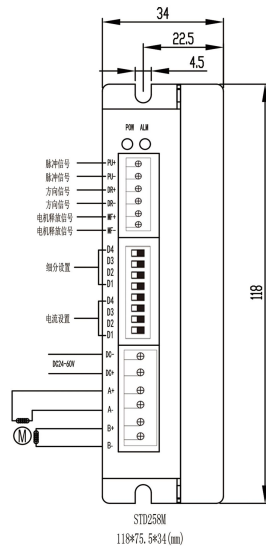 34
22.5
4.5
POW ALM
脉冲信号 PU+
脉冲信号 PU-
方向信号 DR+
方向信号 DR-
电机释放信号 MF+
电机释放信号 MF-
D4
D3
细分设置 D2
D1
D4
D3
电流设置 D2
D1
118
DC-
DC24-60V
DC+
A+
A-
B+
M
B-
STD258M
118*75.5*34(mm)